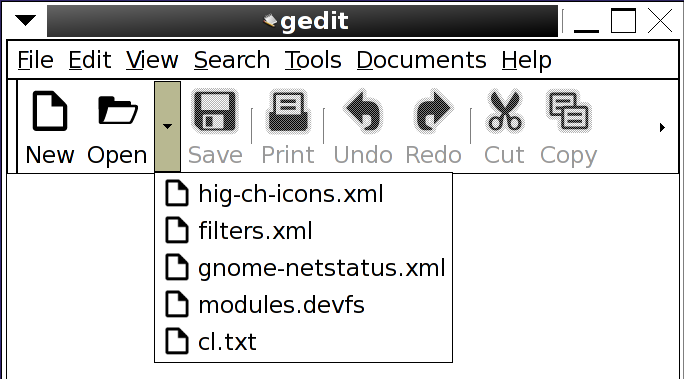 gedit
File Edit View Search Tools Documents Help
New Open Save Print Undo Redo Cut Copy
hig-ch-icons.xml
filters.xml
gnome-netstatus.xml
modules.devfs
cl.txt